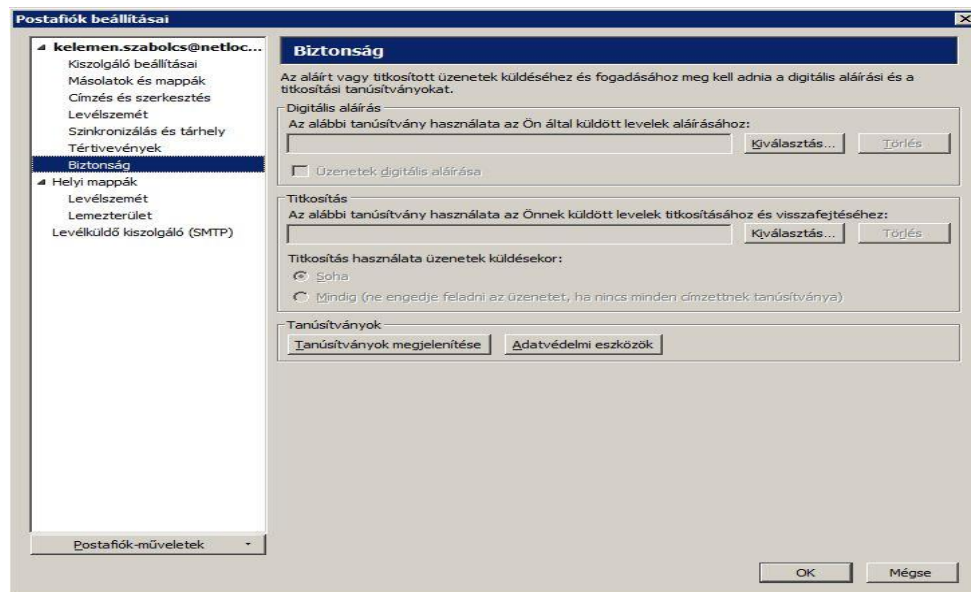 Postafiók beállításai
kelemen.szabolcs@netloc...
Kiszolgáló beállításai
Másolatok és mappák
Címzés és szerkesztés
Levélszemét
Szinkronizálás és tárhely
Tértivevények
Biztonság
Helyi mappák
Levélszemét
Lemezterület
Levélküldő kiszolgáló (SMTP)
Postafiók-műveletek
Biztonság
Az aláírt vagy titkosított üzenetek küldéséhez és fogadásához meg kell adnia a digitális aláírási és a
titkosítási tanúsítványokat.
Digitális aláírás
Az alábbi tanúsítvány használata az Ön által küldött levelek aláírásához:
Kiválasztás...
Törlés
Üzenetek digitális aláírása
Titkosítás
Az alábbi tanúsítvány használata az Önnek küldött levelek titkosításához és visszafejtéséhez:
Kiválasztás...
Törlés
Titkosítás használata üzenetek küldésekor:
Soha
Mindig (ne engedje feladni az üzenetet, ha nincs minden címzettnek tanúsítványa)
Tanúsítványok
Tanúsítványok megjelenítése
Adatvédelmi eszközök
OK
Mégse